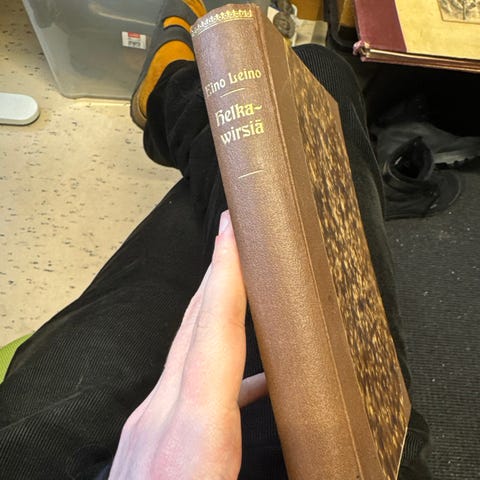 Eino Leino
Helka-
wirsiä